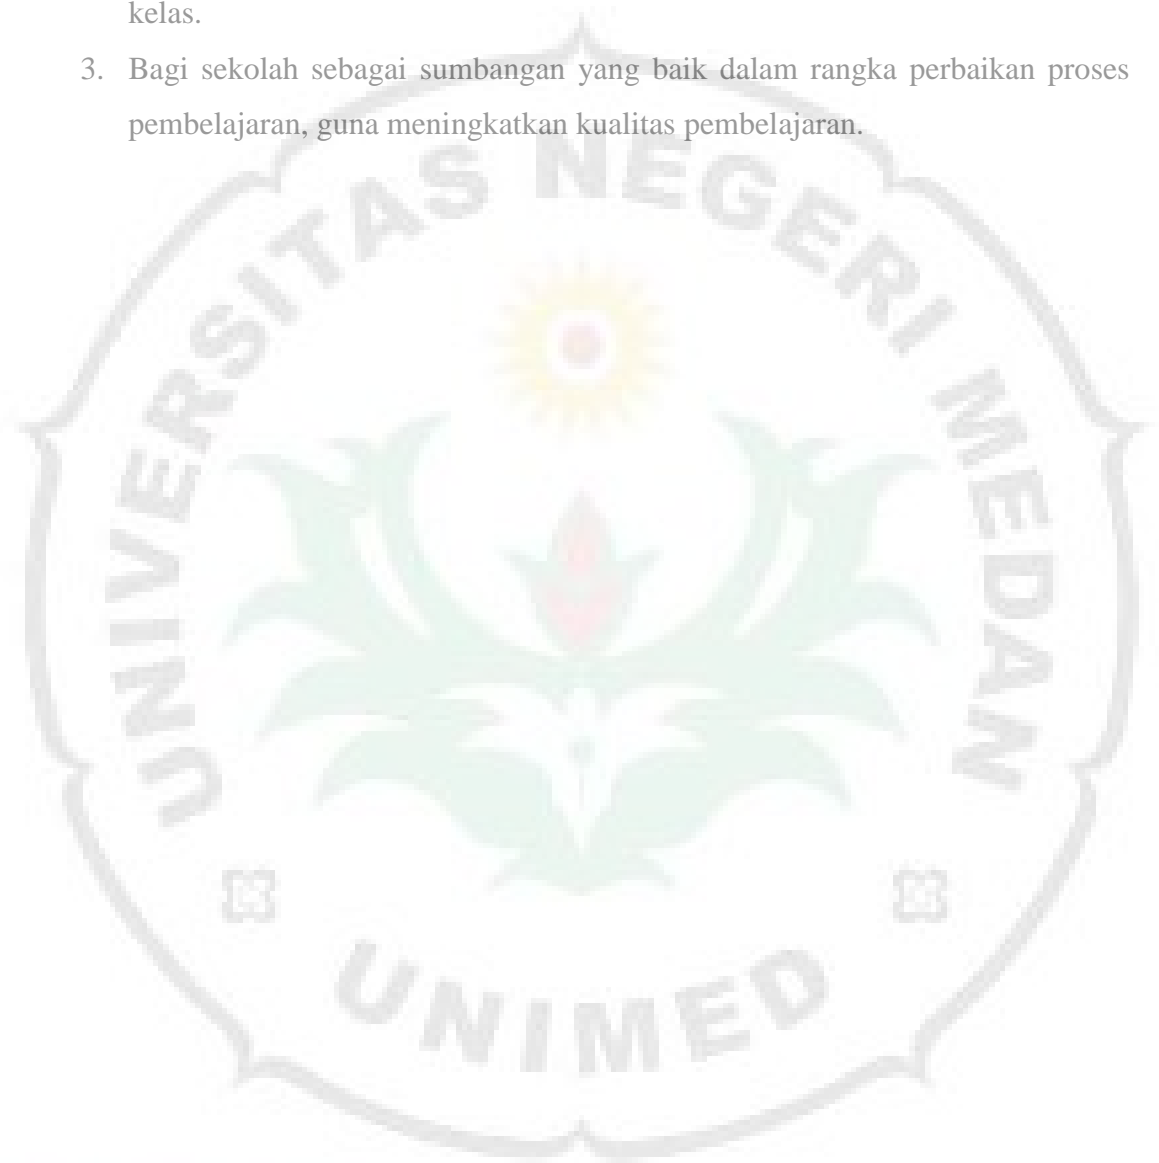 kelas.
3. Bagi sekolah sebagai sumbangan yang baik dalam rangka perbaikan proses
pembelajaran, guna meningkatkan kualitas pembelajaran.
UNIVERSITAS NEGERI MEDAN
UNIMED